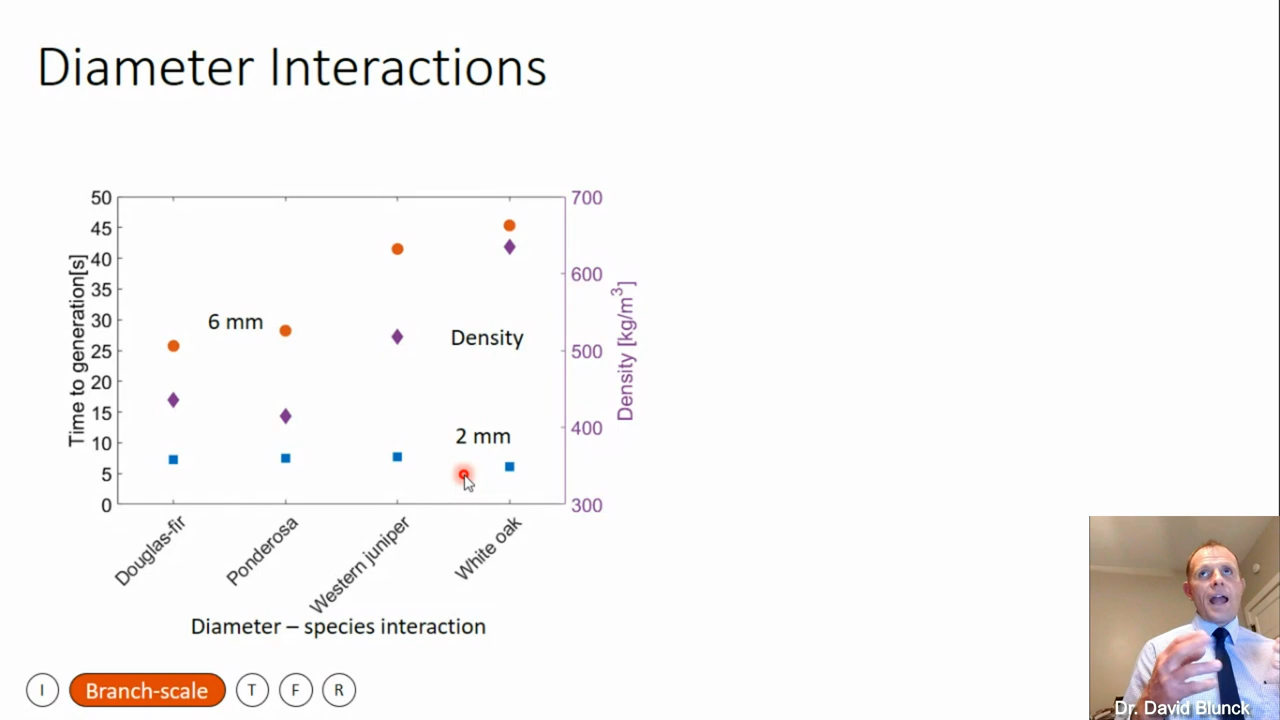 Diameter Interactions
50
45
40
35
30
25
20
15
10
5
0
Time to generation[s]
700
600
500
400
300
Density [kg/m³]
6 mm
Density
2 mm
Douglas-fir
Ponderosa
Western juniper
White oak
Diameter – species interaction
I
Branch-scale
T
F
R
Dr. David Blunck